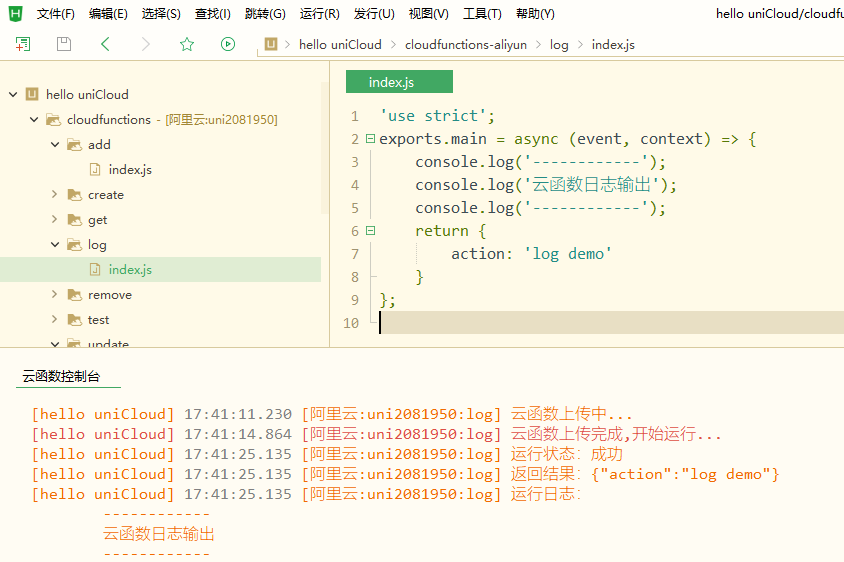 文件(F) 编辑(E) 选择(S) 查找(I) 跳转(G) 运行(R) 发行(U) 视图(V) 工具(T) 帮助(Y) hello uniCloud/cloudfu
U hello uniCloud cloudfunctions-aliyun log index.js
hello uniCloud
cloudfunctions - [阿里云:uni2081950]
add
index.js
create
get
log
index.js
remove
test
update
index.js
1 'use strict';
2 exports.main = async (event, context) => {
3 console.log('------------');
4 console.log('云函数日志输出');
5 console.log('------------');
6 return {
7 action: 'log demo'
8 }
9 };
10
云函数控制台
[hello uniCloud] 17:41:11.230 [阿里云:uni2081950:log] 云函数上传中...
[hello uniCloud] 17:41:14.864 [阿里云:uni2081950:log] 云函数上传完成,开始运行...
[hello uniCloud] 17:41:25.135 [阿里云:uni2081950:log] 运行状态：成功
[hello uniCloud] 17:41:25.135 [阿里云:uni2081950:log] 返回结果：{"action":"log demo"}
[hello uniCloud] 17:41:25.135 [阿里云:uni2081950:log] 运行日志：
------------
云函数日志输出
------------